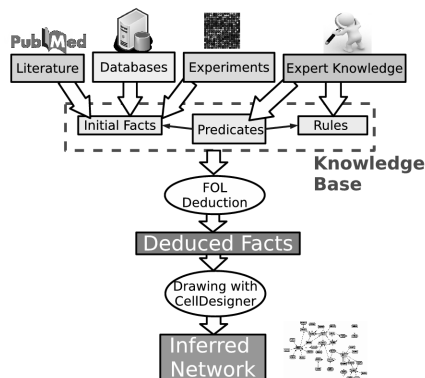 PubMed
Literature
Databases
Experiments
Expert Knowledge
Initial Facts
Predicates
Rules
Knowledge
Base
FOL
Deduction
Deduced Facts
Drawing with
CellDesigner
Inferred
Network